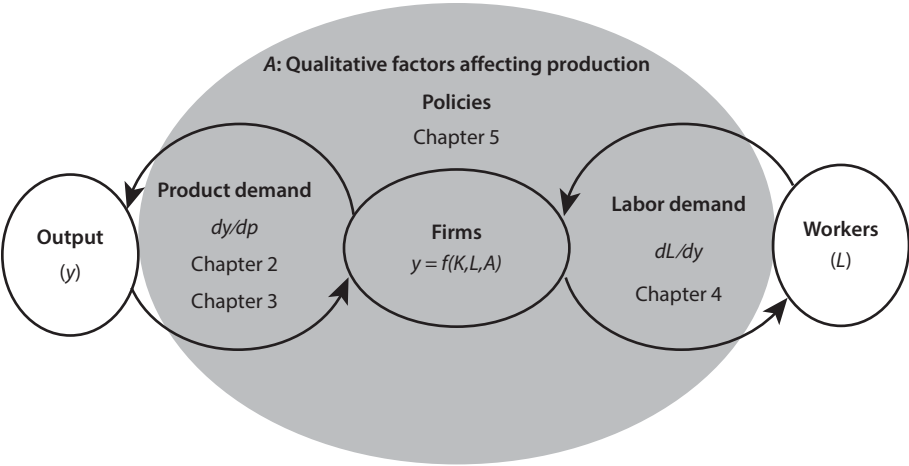 A: Qualitative factors affecting production
Policies
Chapter 5
Product demand
dy/dp
Chapter 2
Chapter 3
Firms
y = f(K,L,A)
Labor demand
dL/dy
Chapter 4
Output
(y)
Workers
(L)